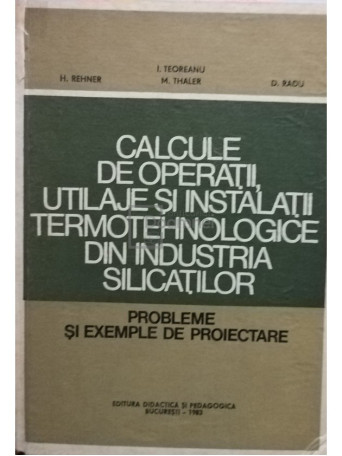 I. TEOREANU
H. REHNER M. THALER D. RADU
CALCULE
DE OPERAȚII,
UTILAJE ȘI INSTALAȚII
TERMOTEHNOLOGICE
DIN INDUSTRIA
SILICAȚILOR
PROBLEME
ȘI EXEMPLE DE PROIECTARE
EDITURA DIDACTICĂ ȘI PEDAGOGICĂ
BUCUREȘTI - 1983